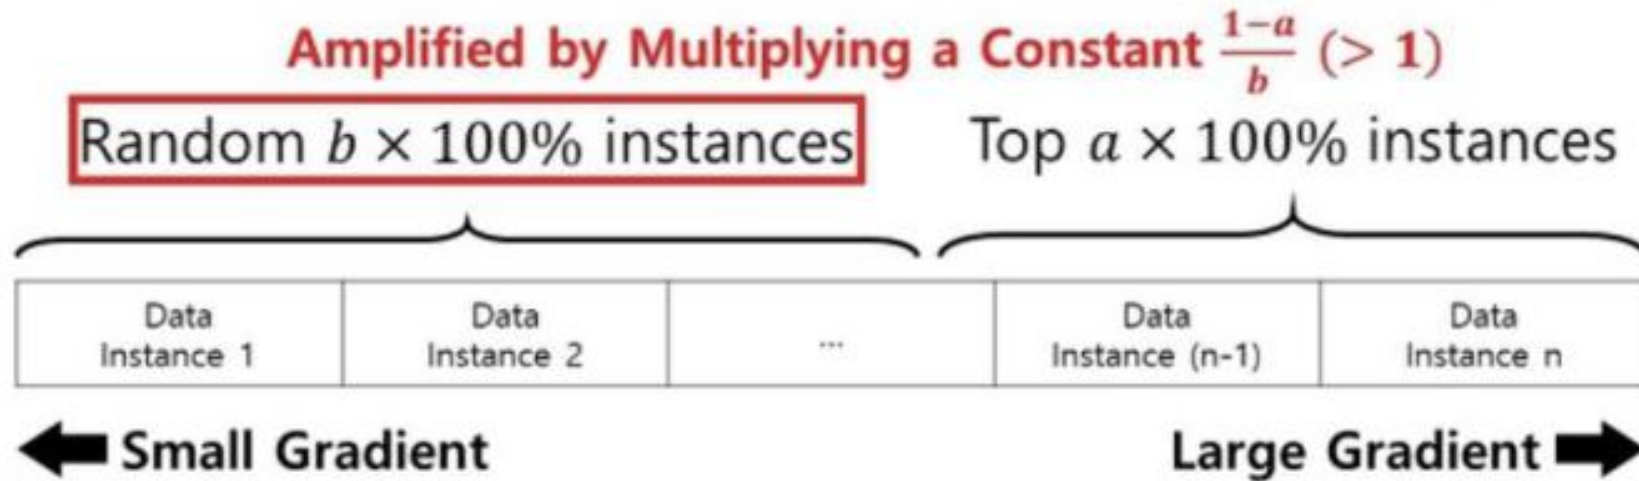 Amplified by Multiplying a Constant \frac{1-a}{b} (> 1)
Random b × 100% instances
Top a × 100% instances
Data
Instance 1
Data
Instance 2
...
Data
Instance (n-1)
Data
Instance n
Small Gradient
Large Gradient